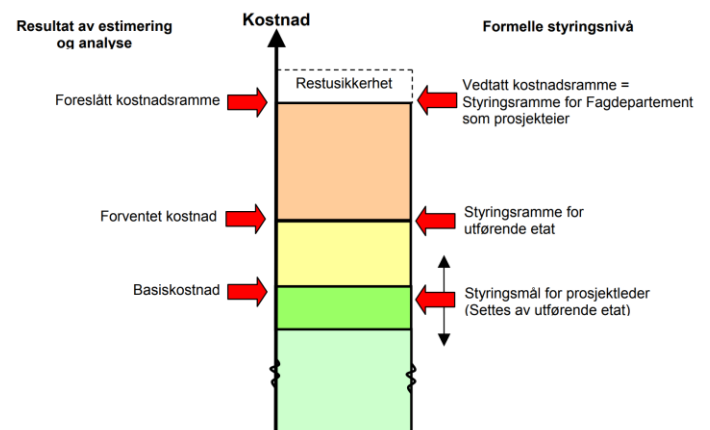 Resultat av estimering
og analyse
Kostnad
Formelle styringsnivå
Restusikkerhet
Foreslått kostnadsramme
Vedtatt kostnadsramme =
Styringsramme for Fagdepartement
som prosjekteier
Forventet kostnad
Styringsramme for
utførende etat
Basiskostnad
Styringsmål for prosjektleder
(Settes av utførende etat)